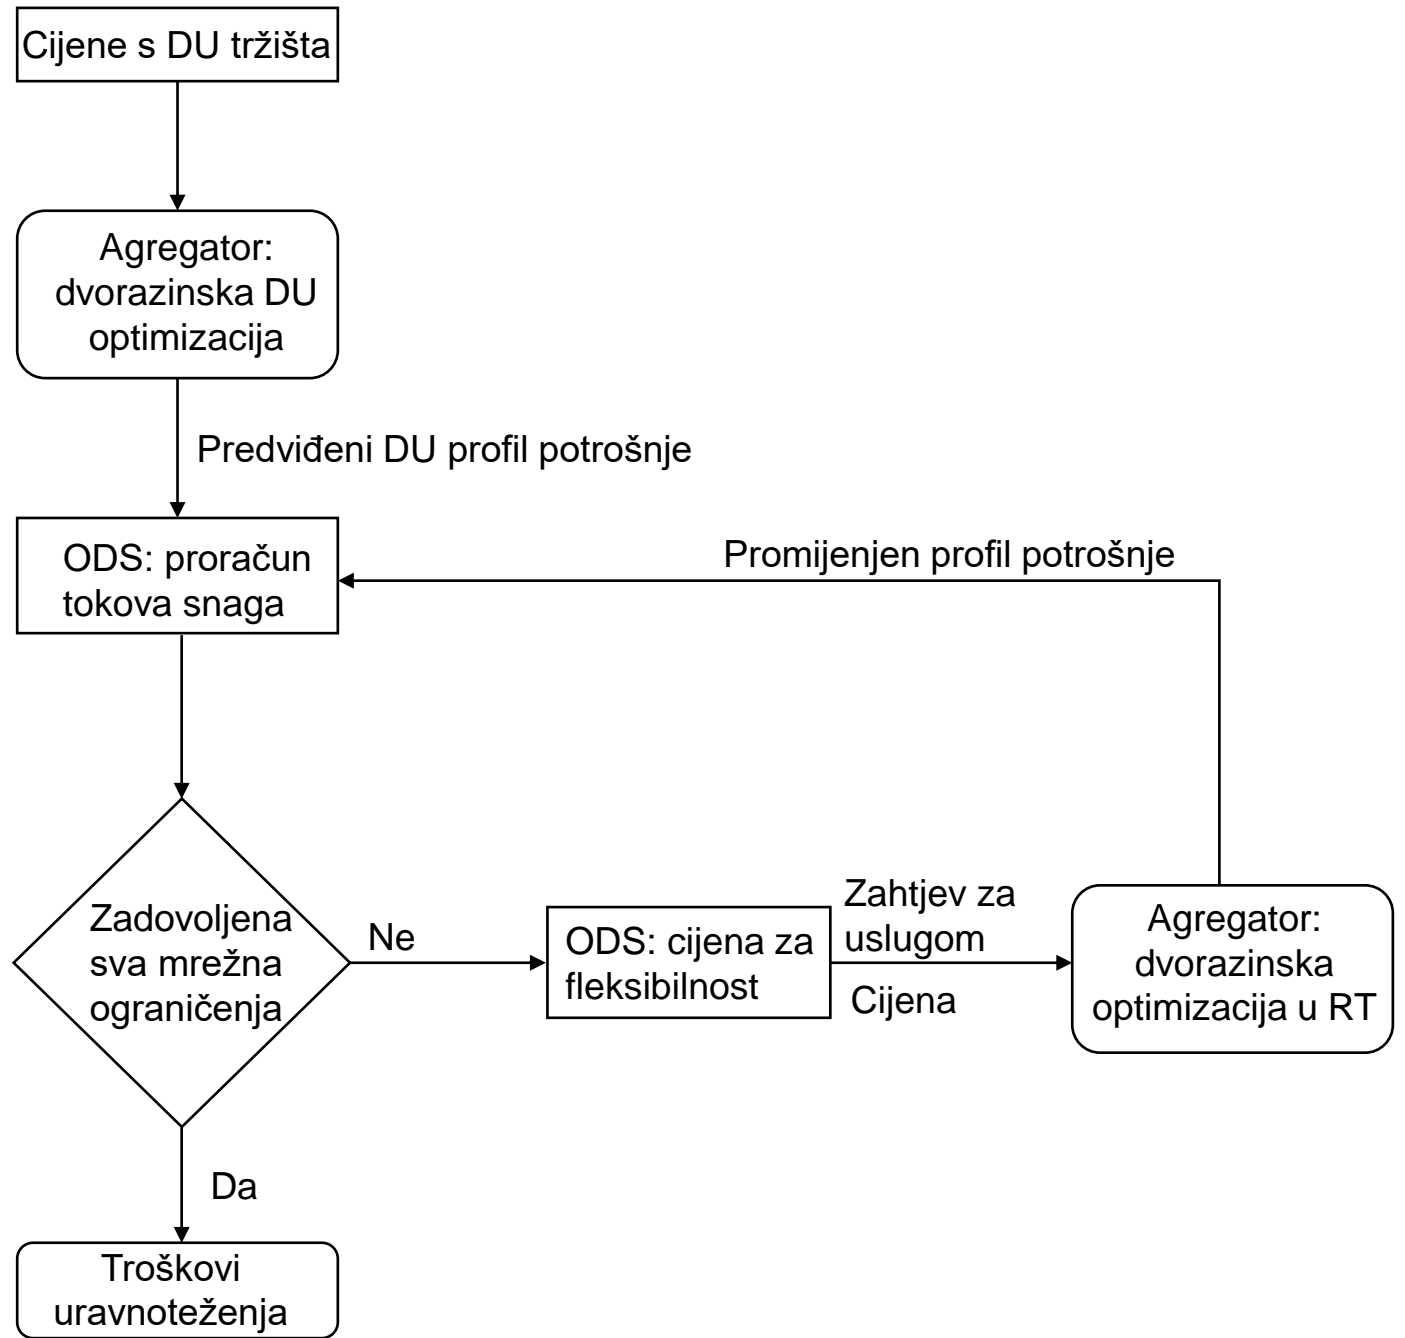 Cijene s DU tržišta
Agregator:
dvorazinska DU
optimizacija
Predviđeni DU profil potrošnje
ODS: proračun
tokova snaga
Promijenjen profil potrošnje
Zadovoljena
sva mrežna
ograničenja
Ne
ODS: cijena za
fleksibilnost
Zahtjev za
uslugom
Cijena
Agregator:
dvorazinska
optimizacija u RT
Da
Troškovi
uravnoteženja